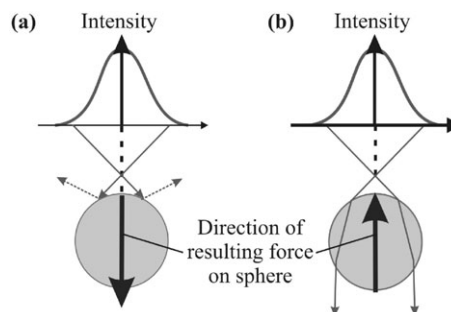 (a)
Intensity
(b)
Intensity
Direction of
resulting force
on sphere